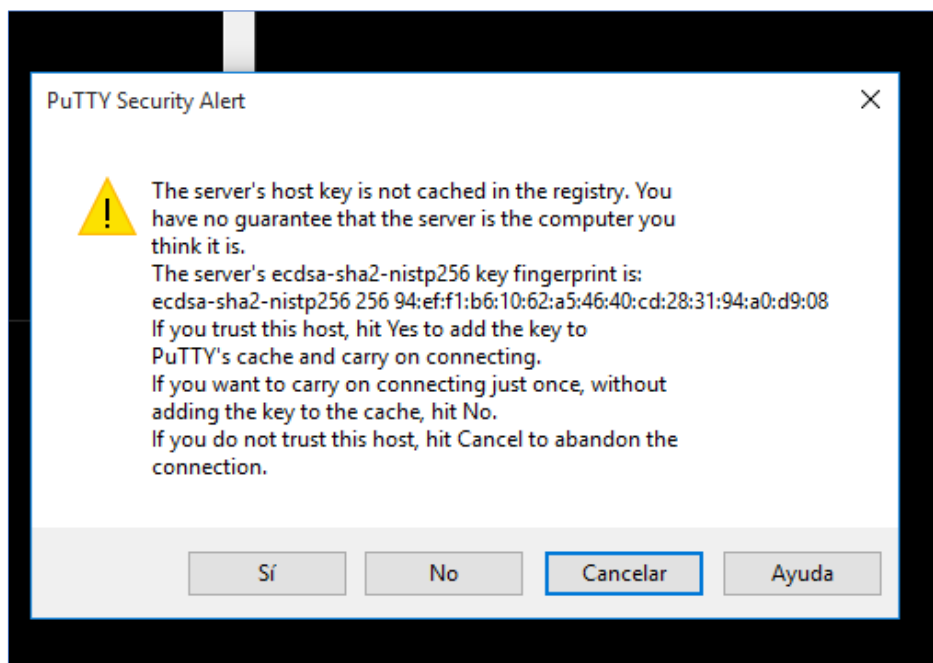 PuTTY Security Alert
The server's host key is not cached in the registry. You
have no guarantee that the server is the computer you
think it is.
The server's ecdsa-sha2-nistp256 key fingerprint is:
ecdsa-sha2-nistp256 256 94:ef:f1:b6:10:62:a5:46:40:cd:28:31:94:a0:d9:08
If you trust this host, hit Yes to add the key to
PuTTY's cache and carry on connecting.
If you want to carry on connecting just once, without
adding the key to the cache, hit No.
If you do not trust this host, hit Cancel to abandon the
connection.
Sí No Cancelar Ayuda